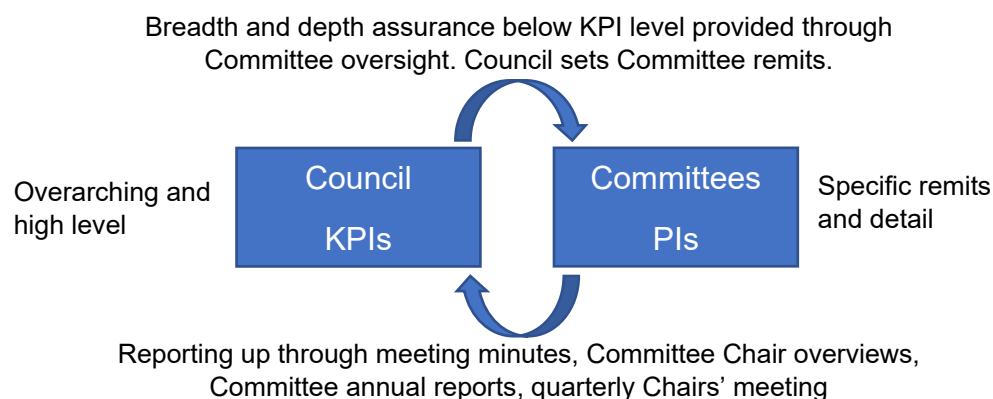 Breadth and depth assurance below KPI level provided through
Committee oversight. Council sets Committee remits.
Overarching and
high level
Council
KPIs
Committees
PIs
Specific remits
and detail
Reporting up through meeting minutes, Committee Chair overviews,
Committee annual reports, quarterly Chairs’ meeting